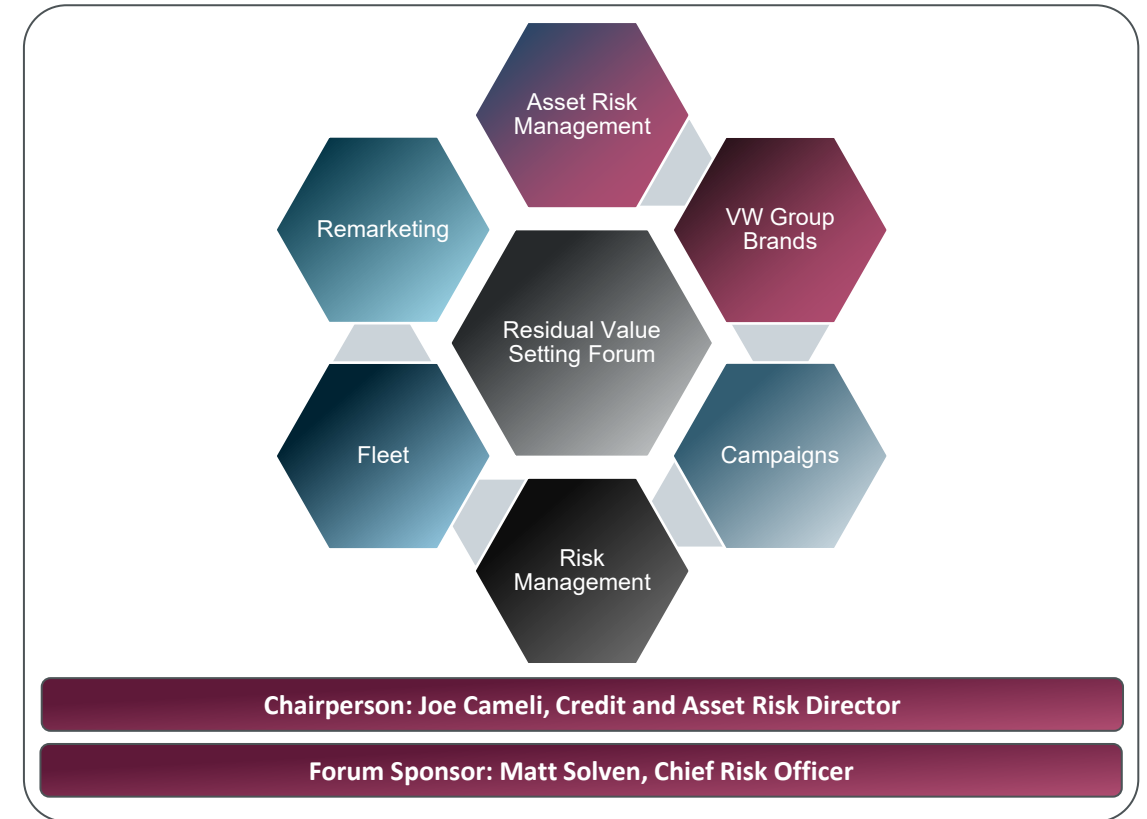 Asset Risk
Management
Remarketing
VW Group
Brands
Residual Value
Setting Forum
Fleet
Campaigns
Risk
Management
Chairperson: Joe Cameli, Credit and Asset Risk Director
Forum Sponsor: Matt Solven, Chief Risk Officer